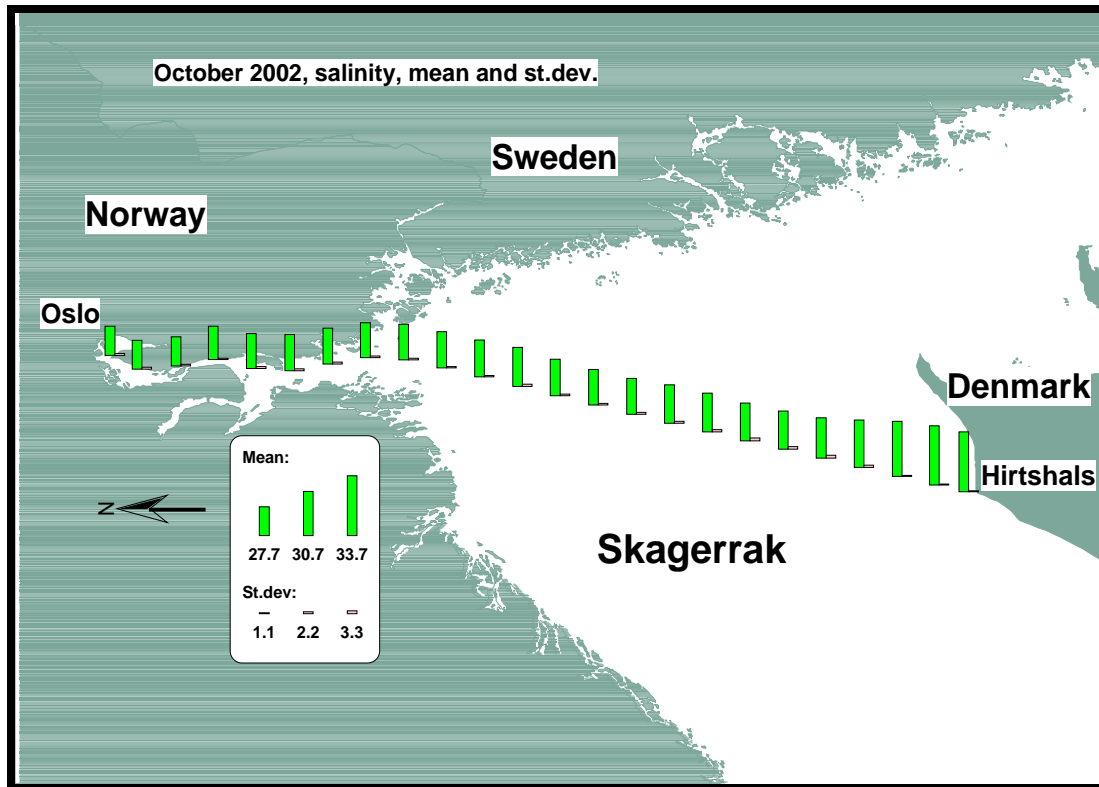 October 2002, salinity, mean and st.dev.
Sweden
Norway
Oslo
Denmark
Hirtshals
Skagerrak
N
Mean:
27.7 30.7 33.7
St.dev:
1.1 2.2 3.3